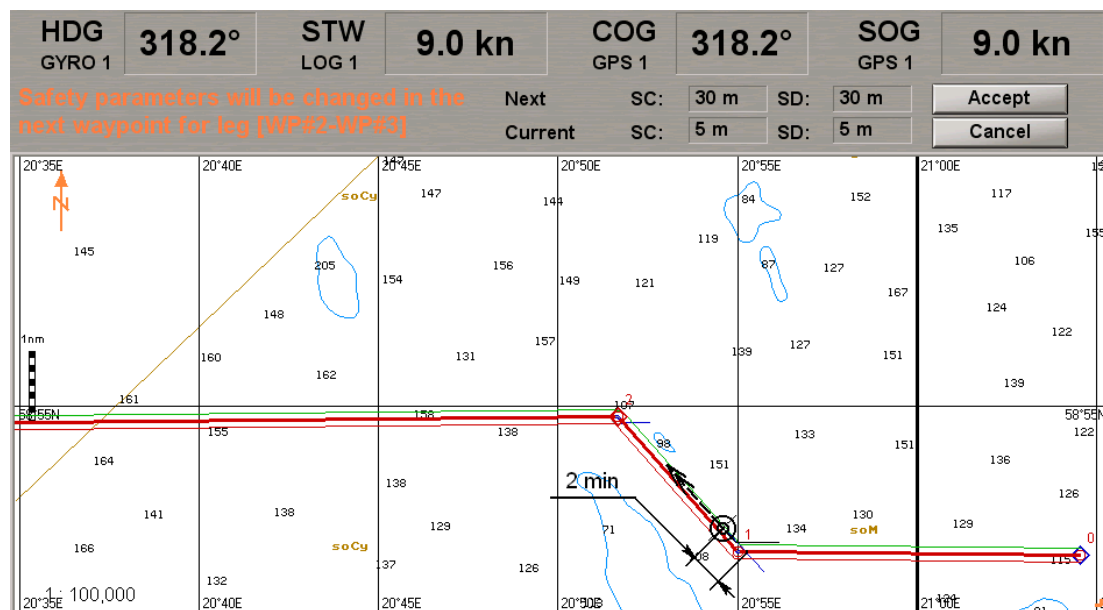 HDG 318.2° STW 9.0 kn COG 318.2° SOG 9.0 kn
GYRO 1 LOG 1 GPS 1 GPS 1
Safety parameters will be changed in the Next SC: 30 m SD: 30 m Accept
next waypoint for leg [WP#2-WP#3] Current SC: 5 m SD: 5 m Cancel
20°35E 20°40E 20°45E 20°50E 20°55E 21°00E
soCy 147 144 84 152 117
N
145 119 135 155
205 154 156 149 121 87 127 167 106
148 124
1nm 160 162 131 157 139 127 151 122
139
161
58°55N 158 107 2 58°55N
155 138 133 151 122
98
164 151 136
2 min
141 138 138 71 134 130 129 126
soM
166 soCy 129 1 0
137 126 115
132
1 : 100,000
20°35E 20°40E 20°45E 20°50E 20°55E 21°00E